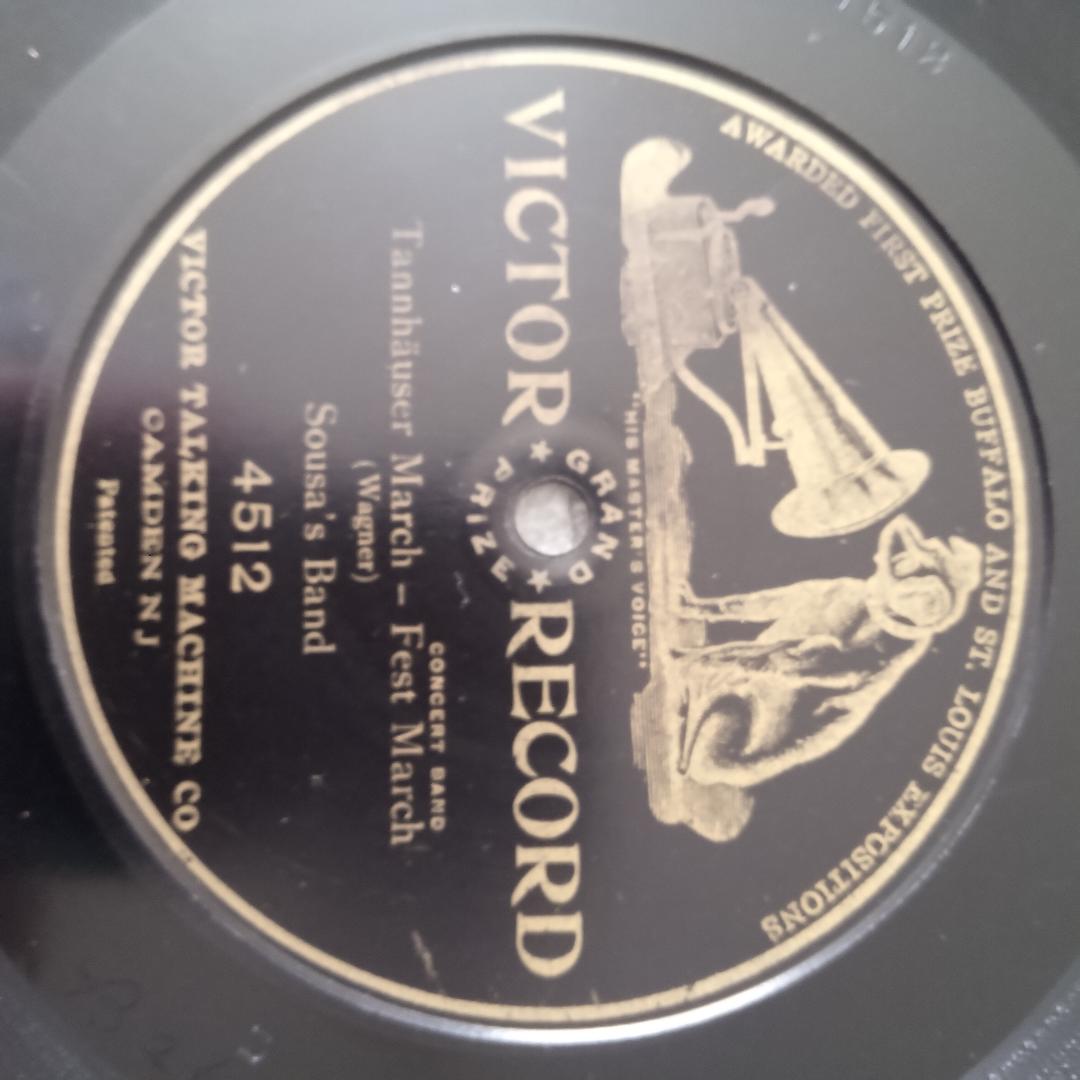 AWARDED FIRST PRIZE BUFFALO AND ST. LOUIS EXPOSITIONS
"HIS MASTER'S VOICE"
GRAND
VICTOR RECORD
PRIZE
CONCERT BAND
Tannhäuser March – Fest March
(Wagner)
Sousa's Band
4512
VICTOR TALKING MACHINE CO.
CAMDEN N J
Patented